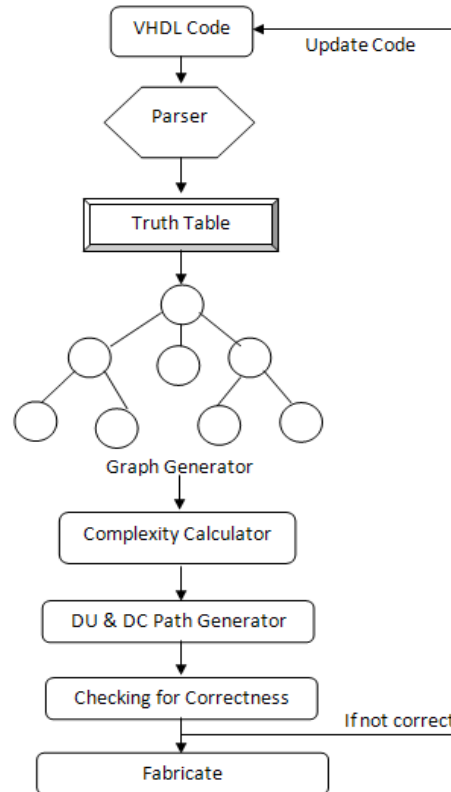 VHDL Code
Update Code
Parser
Truth Table
Graph Generator
Complexity Calculator
DU & DC Path Generator
Checking for Correctness
If not correct
Fabricate